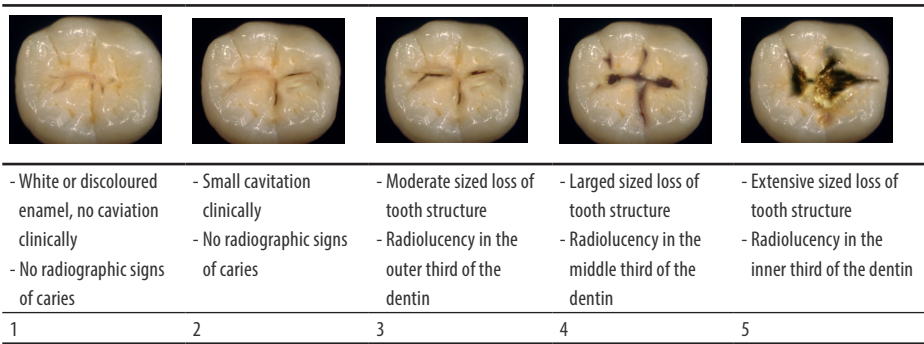 - White or discoloured
enamel, no caviation
clinically
- No radiographic signs
of caries
- Small cavitation
clinically
- No radiographic signs
of caries
- Moderate sized loss of
tooth structure
- Radiolucency in the
outer third of the
dentin
- Larged sized loss of
tooth structure
- Radiolucency in the
middle third of the
dentin
- Extensive sized loss of
tooth structure
- Radiolucency in the
inner third of the dentin
1
2
3
4
5